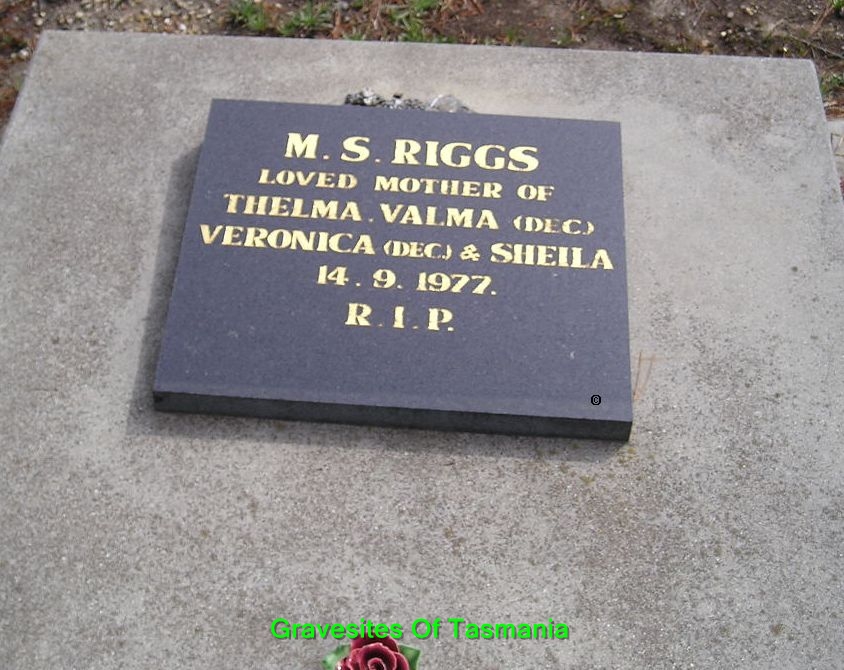 M. S. RIGGS
LOVED MOTHER OF
THELMA. VALMA (DEC.)
VERONICA (DEC.) & SHEILA
14. 9. 1977.
R. I. P.
©
Gravesites Of Tasmania